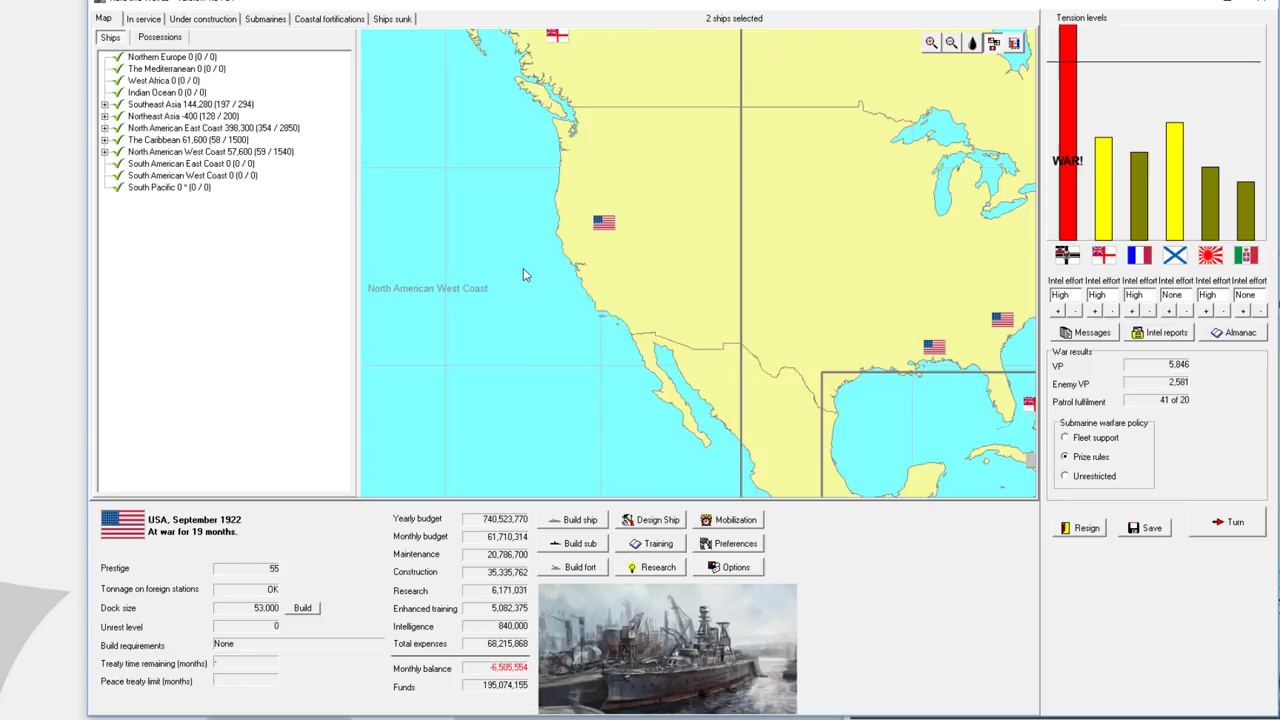 Map
In service
Under construction
Submarines
Coastal fortifications
Ships sunk
2 ships selected
Ships
Possessions
Northern Europe 0 (0 / 0)
The Mediterranean 0 (0 / 0)
West Africa 0 (0 / 0)
Indian Ocean 0 (0 / 0)
Southeast Asia 144,280 (197 / 294)
Northeast Asia -400 (128 / 200)
North American East Coast 398,300 (354 / 2850)
The Caribbean 61,600 (58 / 1500)
North American West Coast 57,600 (59 / 1540)
South American East Coast 0 (0 / 0)
South American West Coast 0 (0 / 0)
South Pacific 0 * (0 / 0)
North American West Coast
Tension levels
WAR!
Intel effort Intel effort Intel effort Intel effort Intel effort Intel effort
High High High None High None
+ - + - + - + - + - + -
Messages
Intel reports
Almanac
War results
VP 5,846
Enemy VP 2,581
Patrol fulfilment 41 of 20
Submarine warfare policy
Fleet support
Prize rules
Unrestricted
Resign
Save
Turn
USA, September 1922
At war for 19 months.
Prestige 55
Tonnage on foreign stations OK
Dock size 53,000 Build
Unrest level 0
Build requirements None
Treaty time remaining (months) -
Peace treaty limit (months)
Yearly budget 740,523,770
Monthly budget 61,710,314
Maintenance 20,786,700
Construction 35,335,762
Research 6,171,031
Enhanced training 5,082,375
Intelligence 840,000
Total expenses 68,215,868
Monthly balance -6,505,554
Funds 195,074,155
Build ship
Design Ship
Mobilization
Build sub
Training
Preferences
Build fort
Research
Options